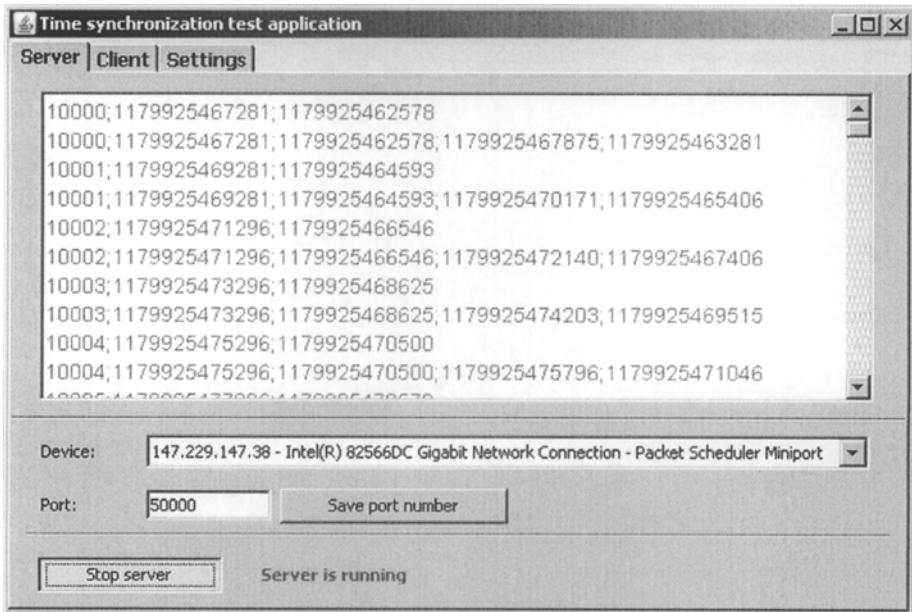 Time synchronization test application
Server Client Settings
10000;1179925467281;1179925462578
10000;1179925467281;1179925462578;1179925467875;1179925463281
10001;1179925469281;1179925464593
10001;1179925469281;1179925464593;1179925470171;1179925465406
10002;1179925471296;1179925466546
10002;1179925471296;1179925466546;1179925472140;1179925467406
10003;1179925473296;1179925468625
10003;1179925473296;1179925468625;1179925474203;1179925469515
10004;1179925475296;1179925470500
10004;1179925475296;1179925470500;1179925475796;1179925471046
Device: 147.229.147.38 - Intel(R) 82566DC Gigabit Network Connection - Packet Scheduler Miniport
Port: 50000 Save port number
Stop server Server is running